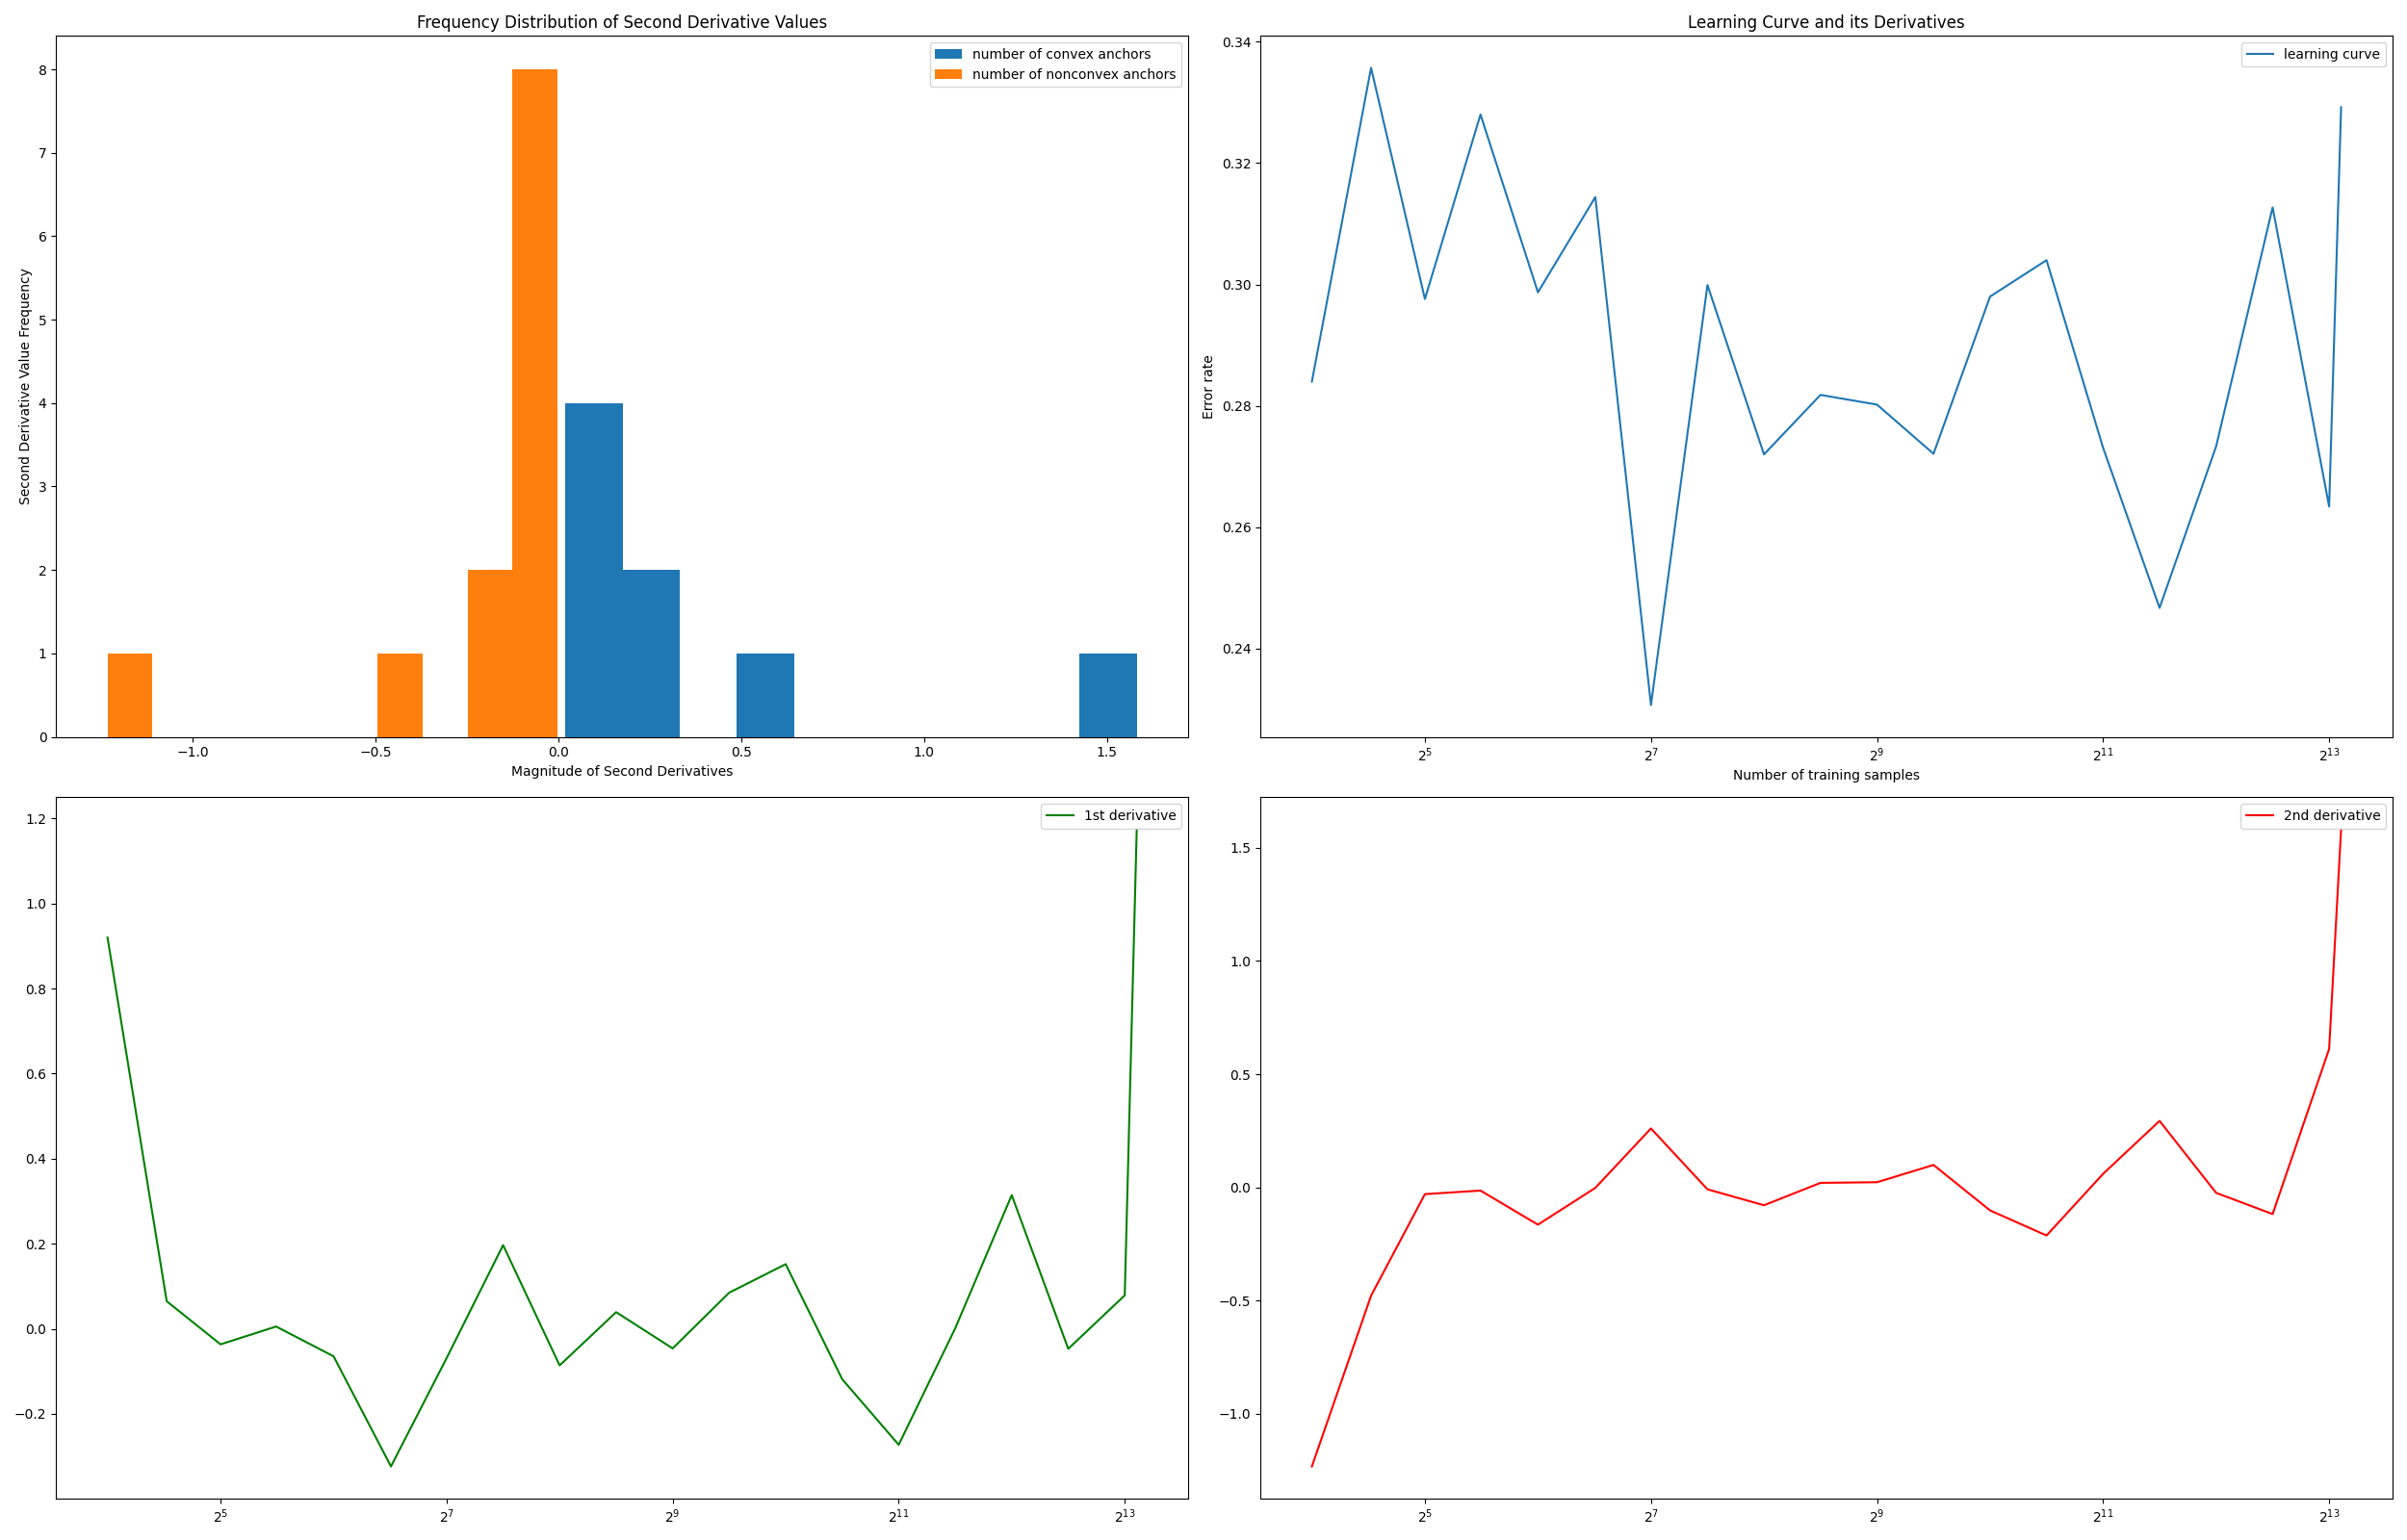 Frequency Distribution of Second Derivative Values
number of convex anchors
number of nonconvex anchors
Second Derivative Value Frequency
8
7
6
5
4
3
2
1
0
−1.0 −0.5 0.0 0.5 1.0 1.5
Magnitude of Second Derivatives
Learning Curve and its Derivatives
learning curve
Error rate
0.34
0.32
0.30
0.28
0.26
0.24
2^5 2^7 2^9 2^11 2^13
Number of training samples
1st derivative
1.2
1.0
0.8
0.6
0.4
0.2
0.0
−0.2
2^5 2^7 2^9 2^11 2^13
2nd derivative
1.5
1.0
0.5
0.0
−0.5
−1.0
2^5 2^7 2^9 2^11 2^13